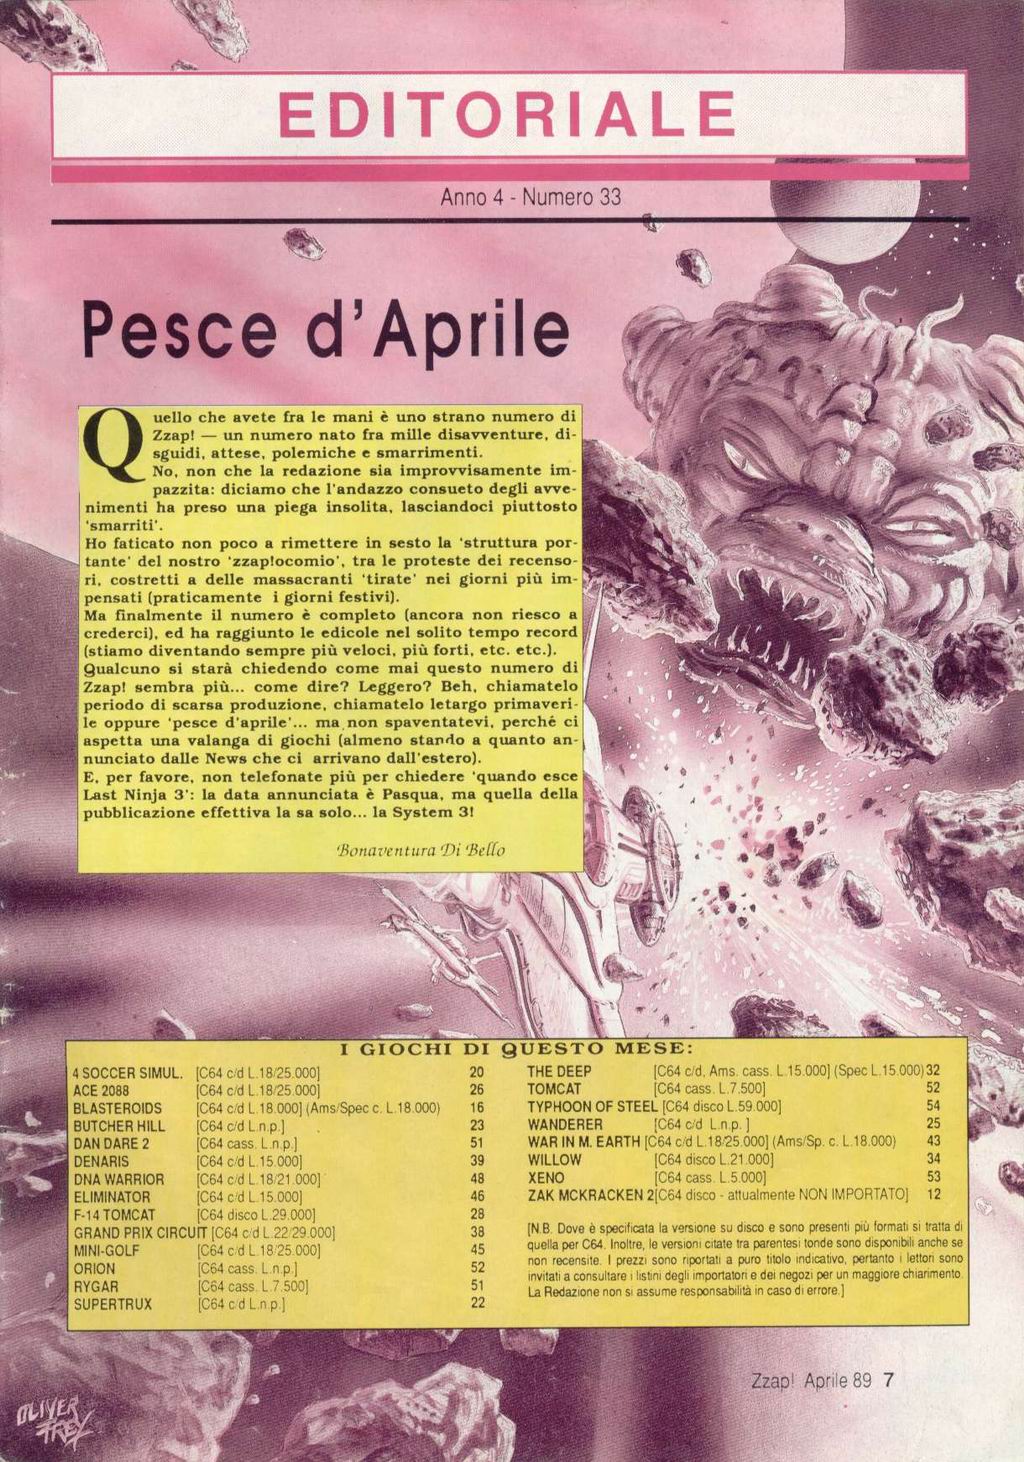 EDITORIALE
Anno 4 - Numero 33
Pesce d'Aprile
Quello che avete fra le mani è uno strano numero di
Zzap! — un numero nato fra mille disavventure, di-
sguidi, attese, polemiche e smarrimenti.
No, non che la redazione sia improvvisamente im-
pazzita: diciamo che l'andazzo consueto degli avve-
nimenti ha preso una piega insolita, lasciandoci piuttosto
'smarriti'.
Ho faticato non poco a rimettere in sesto la 'struttura por-
tante' del nostro 'zzap!ocomio', tra le proteste dei recenso-
ri, costretti a delle massacranti 'tirate' nei giorni più im-
pensati (praticamente i giorni festivi).
Ma finalmente il numero è completo (ancora non riesco a
crederci), ed ha raggiunto le edicole nel solito tempo record
(stiamo diventando sempre più veloci, più forti, etc. etc.).
Qualcuno si starà chiedendo come mai questo numero di
Zzap! sembra più... come dire? Leggero? Beh, chiamatelo
periodo di scarsa produzione, chiamatelo letargo primaveri-
le oppure 'pesce d'aprile'... ma non spaventatevi, perché ci
aspetta una valanga di giochi (almeno stando a quanto an-
nunciato dalle News che ci arrivano dall'estero).
E, per favore, non telefonate più per chiedere 'quando esce
Last Ninja 3': la data annunciata è Pasqua, ma quella della
pubblicazione effettiva la sa solo... la System 3!
Bonaventura Di Bello
I GIOCHI DI QUESTO MESE:
4 SOCCER SIMUL. [C64 c/d L.18/25.000] 20
ACE 2088 [C64 c/d L.18/25.000] 26
BLASTEROIDS [C64 c/d L.18.000] (Ams/Spec c. L.18.000) 16
BUTCHER HILL [C64 c/d L.n.p.] 23
DAN DARE 2 [C64 cass. L.n.p.] 51
DENARIS [C64 c/d L.15.000] 39
DNA WARRIOR [C64 c/d L.18/21.000] 48
ELIMINATOR [C64 c/d L.15.000] 46
F-14 TOMCAT [C64 disco L.29.000] 28
GRAND PRIX CIRCUIT [C64 c/d L.22/29.000] 38
MINI-GOLF [C64 c/d L.18/25.000] 45
ORION [C64 cass. L.n.p.] 52
RYGAR [C64 cass. L.7.500] 51
SUPERTRUX [C64 c/d L.n.p.] 22
THE DEEP [C64 c/d, Ams. cass. L.15.000] (Spec L.15.000) 32
TOMCAT [C64 cass. L.7.500] 52
TYPHOON OF STEEL [C64 disco L.59.000] 54
WANDERER [C64 c/d L.n.p. ] 25
WAR IN M. EARTH [C64 c/d L.18/25.000] (Ams/Sp. c. L.18.000) 43
WILLOW [C64 disco L.21.000] 34
XENO [C64 cass. L.5.000] 53
ZAK MCKRACKEN 2[C64 disco - attualmente NON IMPORTATO] 12
[N.B. Dove è specificata la versione su disco e sono presenti più formati si tratta di
quella per C64. Inoltre, le versioni citate tra parentesi tonde sono disponibili anche se
non recensite. I prezzi sono riportati a puro titolo indicativo, pertanto i lettori sono
invitati a consultare i listini degli importatori e dei negozi per un maggiore chiarimento.
La Redazione non si assume responsabilità in caso di errore.]
Zzap! Aprile 89 7
OLIVER
FREY